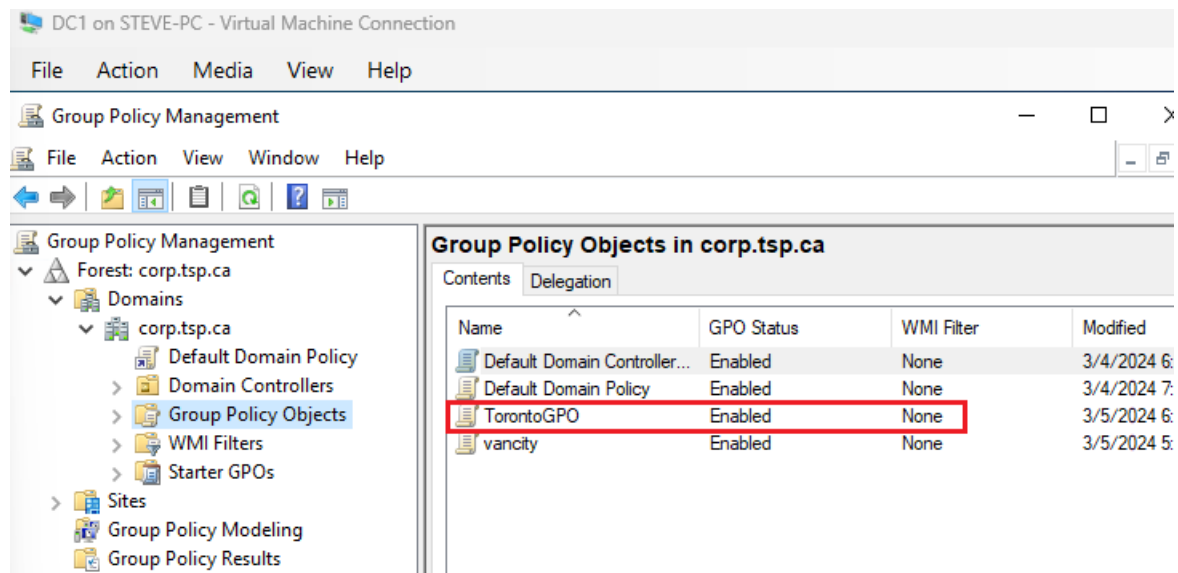 DC1 on STEVE-PC - Virtual Machine Connection
File Action Media View Help
Group Policy Management
File Action View Window Help
Group Policy Management
Forest: corp.tsp.ca
Domains
corp.tsp.ca
Default Domain Policy
Domain Controllers
Group Policy Objects
WMI Filters
Starter GPOs
Sites
Group Policy Modeling
Group Policy Results
Group Policy Objects in corp.tsp.ca
Contents Delegation
Name GPO Status WMI Filter Modified
Default Domain Controller... Enabled None 3/4/2024 6:
Default Domain Policy Enabled None 3/4/2024 7:
TorontoGPO Enabled None 3/5/2024 6:
vancity Enabled None 3/5/2024 5: